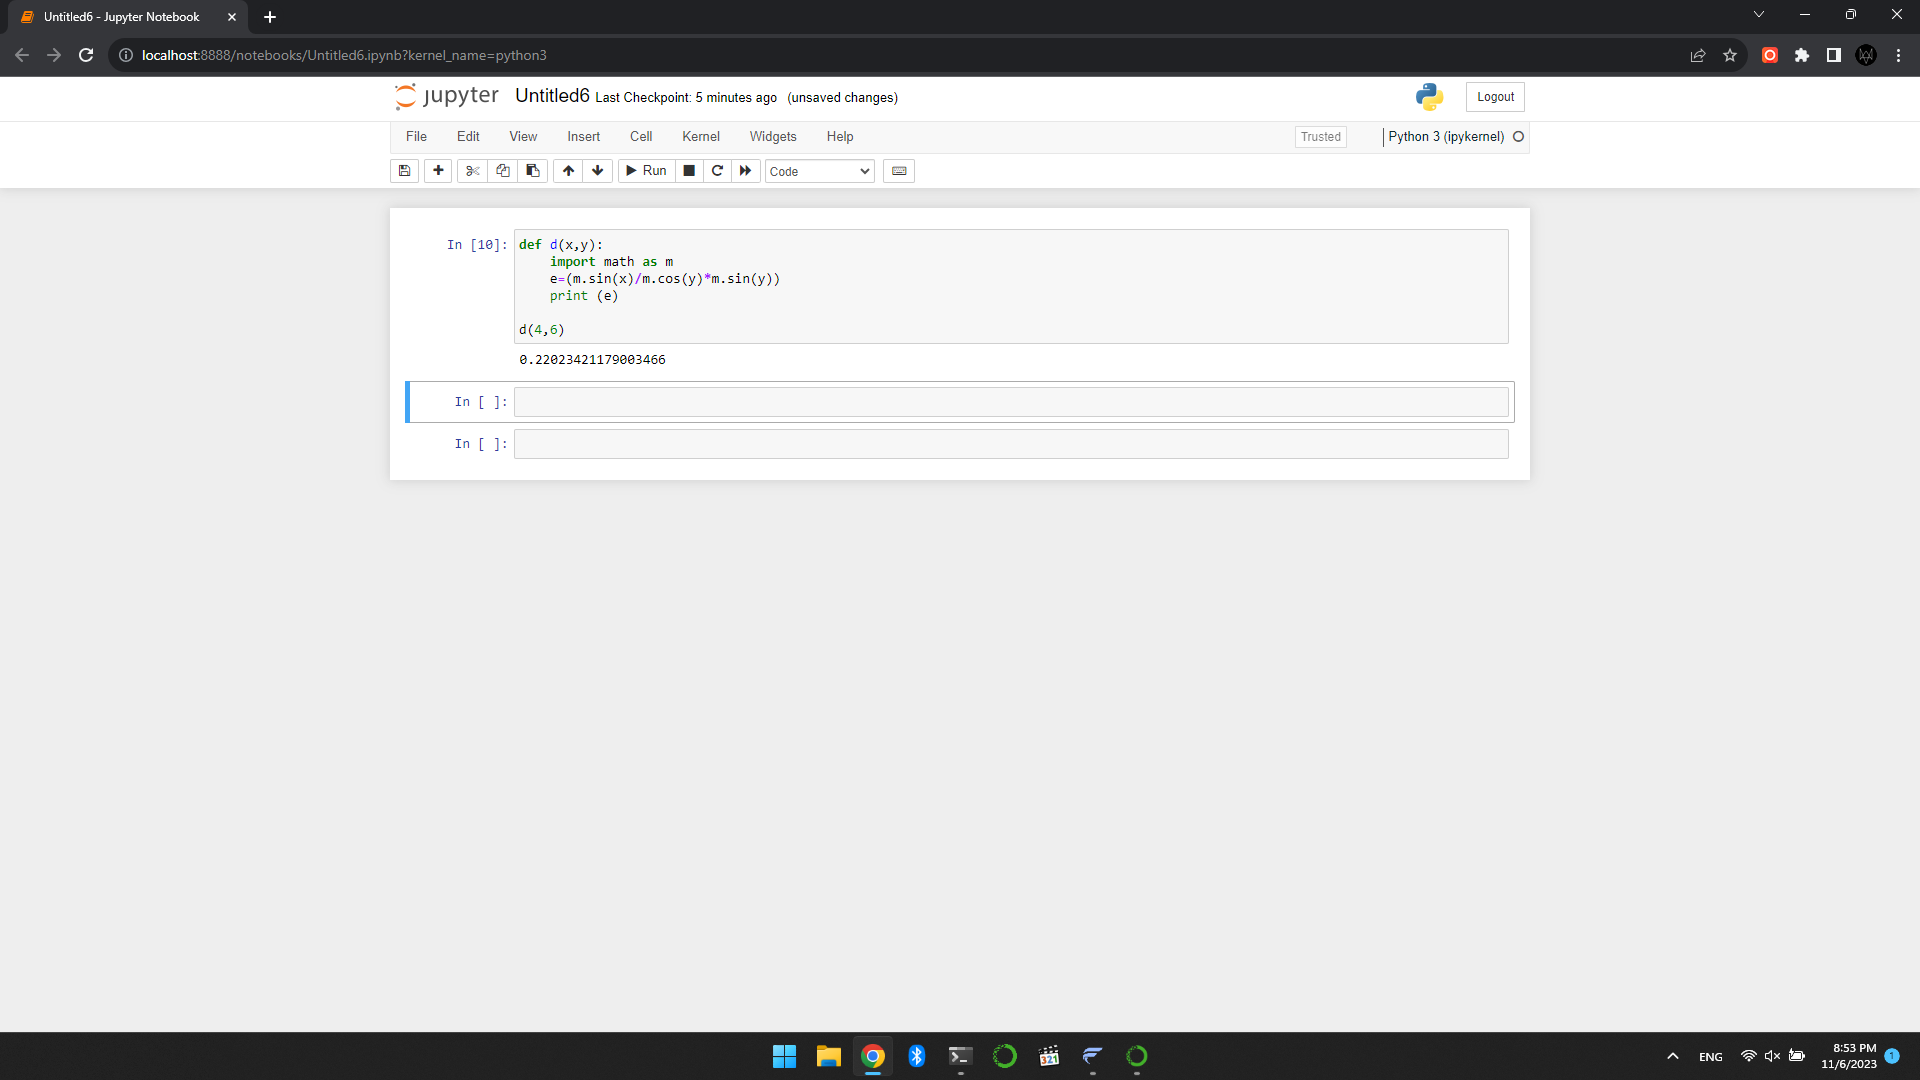 Untitled6 - Jupyter Notebook
localhost:8888/notebooks/Untitled6.ipynb?kernel_name=python3
jupyter Untitled6 Last Checkpoint: 5 minutes ago (unsaved changes) Logout
File Edit View Insert Cell Kernel Widgets Help Trusted Python 3 (ipykernel)
Run Code
In [10]: def d(x,y):
    import math as m
    e=(m.sin(x)/m.cos(y)*m.sin(y))
    print (e)
d(4,6)
0.22023421179003466
In [ ]:
In [ ]:
321
ENG 8:53 PM 1
11/6/2023